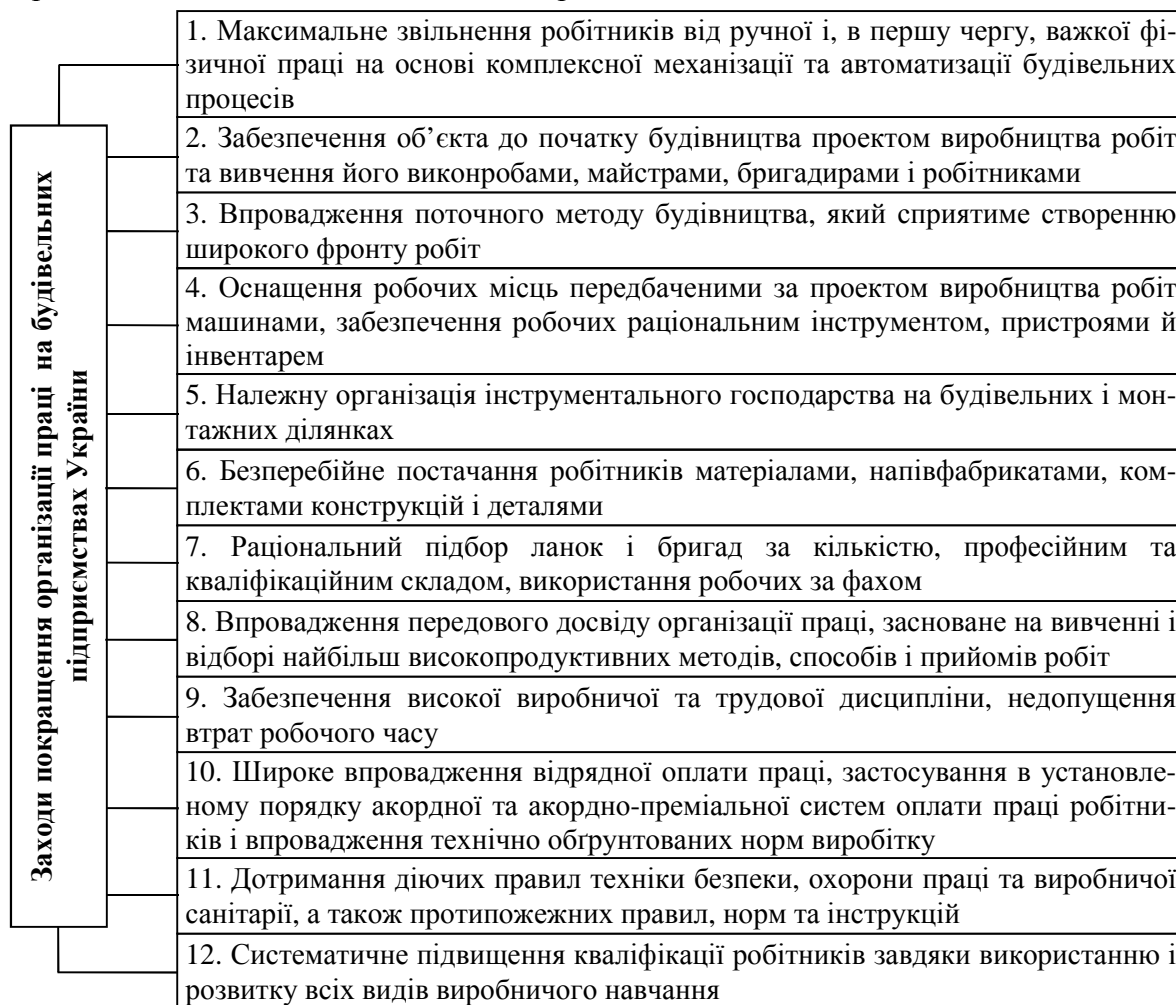 Заходи покращення організації праці на будівельних
підприємствах України
1. Максимальне звільнення робітників від ручної і, в першу чергу, важкої фі-
зичної праці на основі комплексної механізації та автоматизації будівельних
процесів
2. Забезпечення об’єкта до початку будівництва проектом виробництва робіт
та вивчення його виконробами, майстрами, бригадирами і робітниками
3. Впровадження поточного методу будівництва, який сприятиме створенню
широкого фронту робіт
4. Оснащення робочих місць передбаченими за проектом виробництва робіт
машинами, забезпечення робочих раціональним інструментом, пристроями й
інвентарем
5. Належну організація інструментального господарства на будівельних і мон-
тажних ділянках
6. Безперебійне постачання робітників матеріалами, напівфабрикатами, ком-
плектами конструкцій і деталями
7. Раціональний підбор ланок і бригад за кількістю, професійним та
кваліфікаційним складом, використання робочих за фахом
8. Впровадження передового досвіду організації праці, засноване на вивченні і
відборі найбільш високопродуктивних методів, способів і прийомів робіт
9. Забезпечення високої виробничої та трудової дисципліни, недопущення
втрат робочого часу
10. Широке впровадження відрядної оплати праці, застосування в установле-
ному порядку акордної та акордно-преміальної систем оплати праці робітни-
ків і впровадження технічно обґрунтованих норм виробітку
11. Дотримання діючих правил техніки безпеки, охорони праці та виробничої
санітарії, а також протипожежних правил, норм та інструкцій
12. Систематичне підвищення кваліфікації робітників завдяки використанню і
розвитку всіх видів виробничого навчання